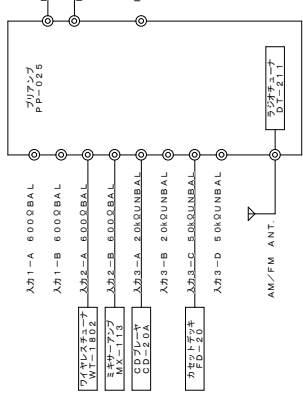 プリアンプ
PP-025
ラジオチューナ
DT-211
入力1-A 600ΩBAL
入力1-B 600ΩBAL
入力2-A 600ΩBAL
入力2-B 600ΩBAL
入力3-A 20kΩUNBAL
入力3-B 20kΩUNBAL
入力3-C 50kΩUNBAL
入力3-D 50kΩUNBAL
AM/FM ANT.
ワイヤレスチューナ
WT-1802
ミキサーアンプ
MX-113
CDプレーヤ
CD-20A
カセットデッキ
FD-20